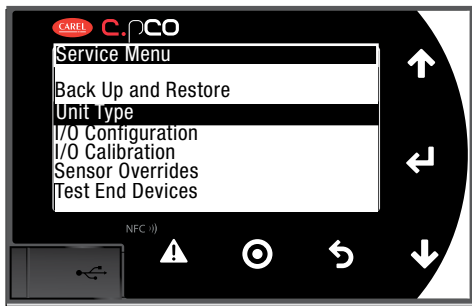 CAREL c.pCO
Service Menu
Back Up and Restore
Unit Type
I/O Configuration
I/O Calibration
Sensor Overrides
Test End Devices
NFC